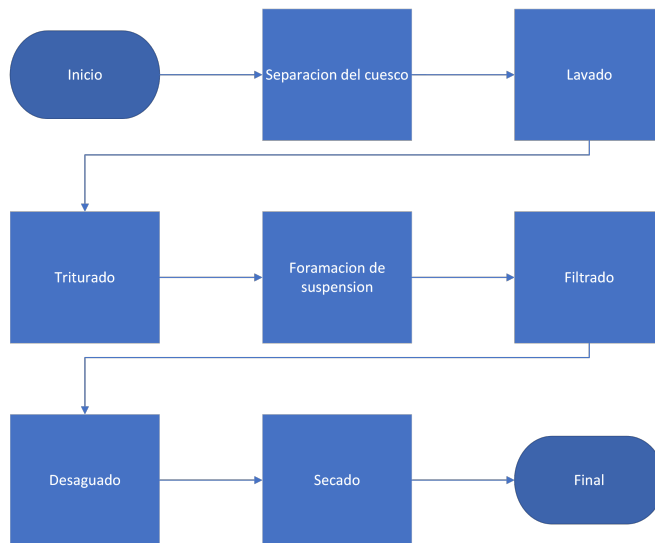 Inicio
Separacion del cuesco
Lavado
Triturado
Foramacion de
suspension
Filtrado
Desaguado
Secado
Final